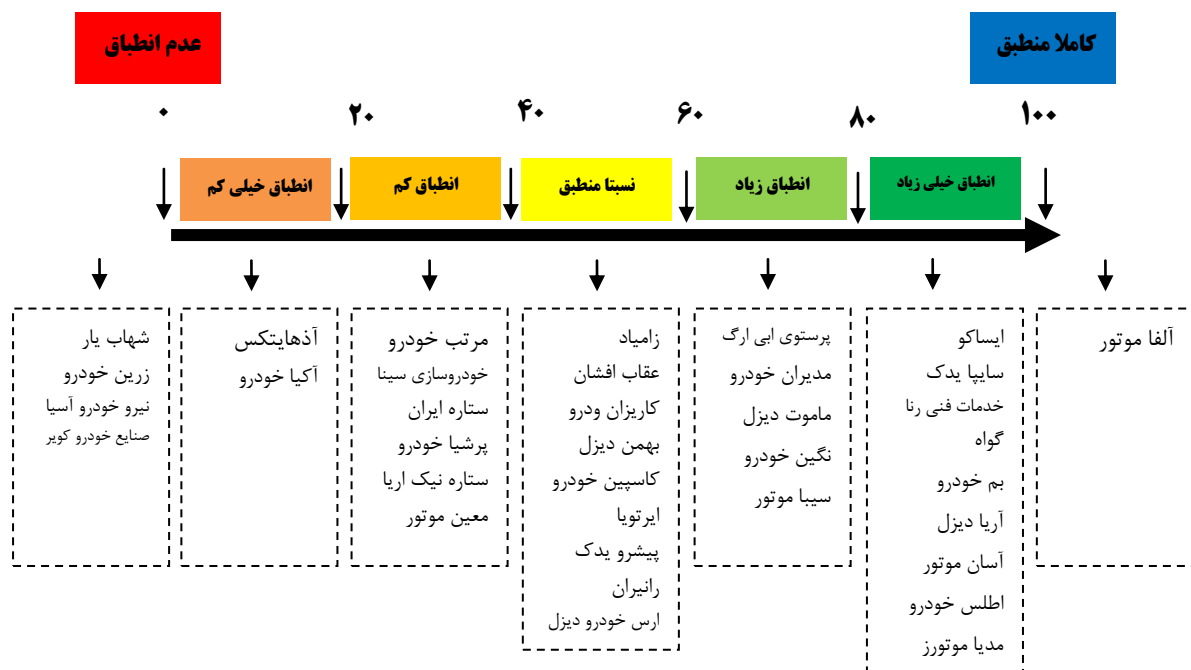 عدم انطباق
کاملا منطبق
۰
۲۰
۴۰
۶۰
۸۰
۱۰۰
انطباق خیلی کم
انطباق کم
نسبتا منطبق
انطباق زیاد
انطباق خیلی زیاد
شهاب یار
زرین خودرو
نیرو خودرو آسیا
صنایع خودرو کویر
آذهایتکس
آکیا خودرو
مرتب خودرو
خودروسازی سینا
ستاره ایران
پرشیا خودرو
ستاره نیک اریا
معین موتور
زامیاد
عقاب افشان
کاریزان ودرو
بهمن دیزل
کاسپین خودرو
ایرتویا
پیشرو یدک
رانیران
ارس خودرو دیزل
پرستوی ابی ارگ
مدیران خودرو
ماموت دیزل
نگین خودرو
سیبا موتور
ایساکو
سایپا یدک
خدمات فنی رنا
گواه
بم خودرو
آریا دیزل
آسان موتور
اطلس خودرو
مدیا موتورز
آلفا موتور